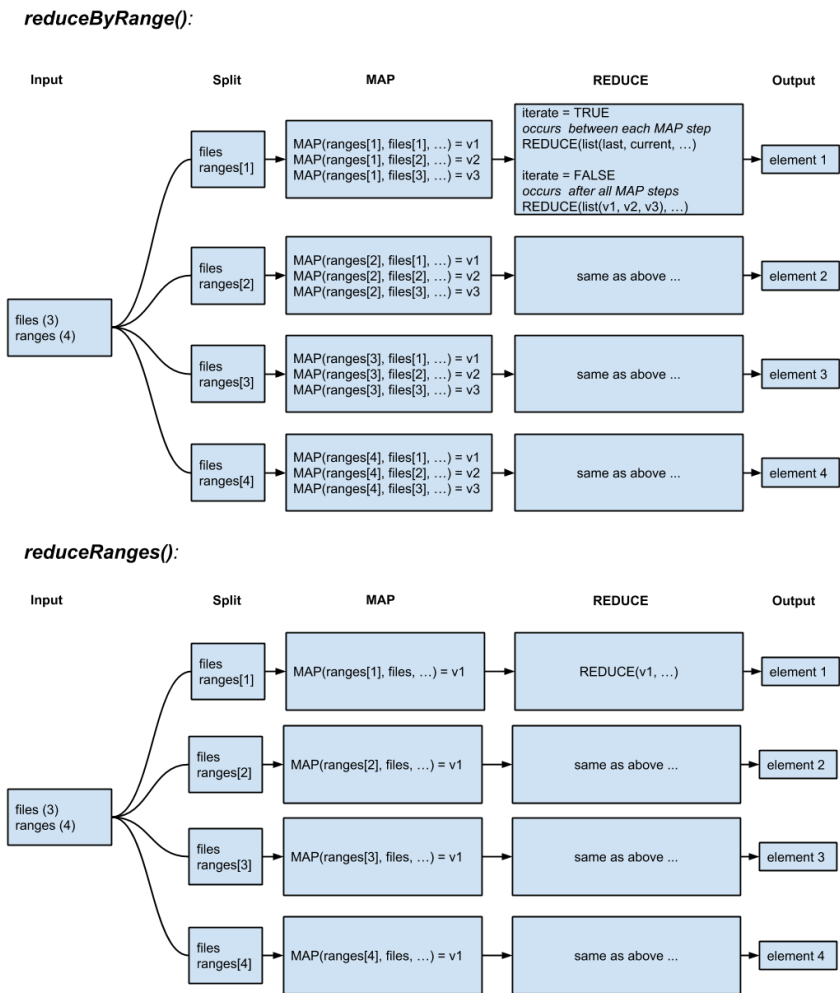 reduceByRange():
Input Split MAP REDUCE Output
files (3)
ranges (4)
files
ranges[1]
MAP(ranges[1], files[1], …) = v1
MAP(ranges[1], files[2], …) = v2
MAP(ranges[1], files[3], …) = v3
iterate = TRUE
occurs between each MAP step
REDUCE(list(last, current, …)
iterate = FALSE
occurs after all MAP steps
REDUCE(list(v1, v2, v3), …)
element 1
files
ranges[2]
MAP(ranges[2], files[1], …) = v1
MAP(ranges[2], files[2], …) = v2
MAP(ranges[2], files[3], …) = v3
same as above ...
element 2
files
ranges[3]
MAP(ranges[3], files[1], …) = v1
MAP(ranges[3], files[2], …) = v2
MAP(ranges[3], files[3], …) = v3
same as above ...
element 3
files
ranges[4]
MAP(ranges[4], files[1], …) = v1
MAP(ranges[4], files[2], …) = v2
MAP(ranges[4], files[3], …) = v3
same as above ...
element 4
reduceRanges():
Input Split MAP REDUCE Output
files (3)
ranges (4)
files
ranges[1]
MAP(ranges[1], files, …) = v1
REDUCE(v1, …)
element 1
files
ranges[2]
MAP(ranges[2], files, …) = v1
same as above ...
element 2
files
ranges[3]
MAP(ranges[3], files, …) = v1
same as above ...
element 3
files
ranges[4]
MAP(ranges[4], files, …) = v1
same as above ...
element 4